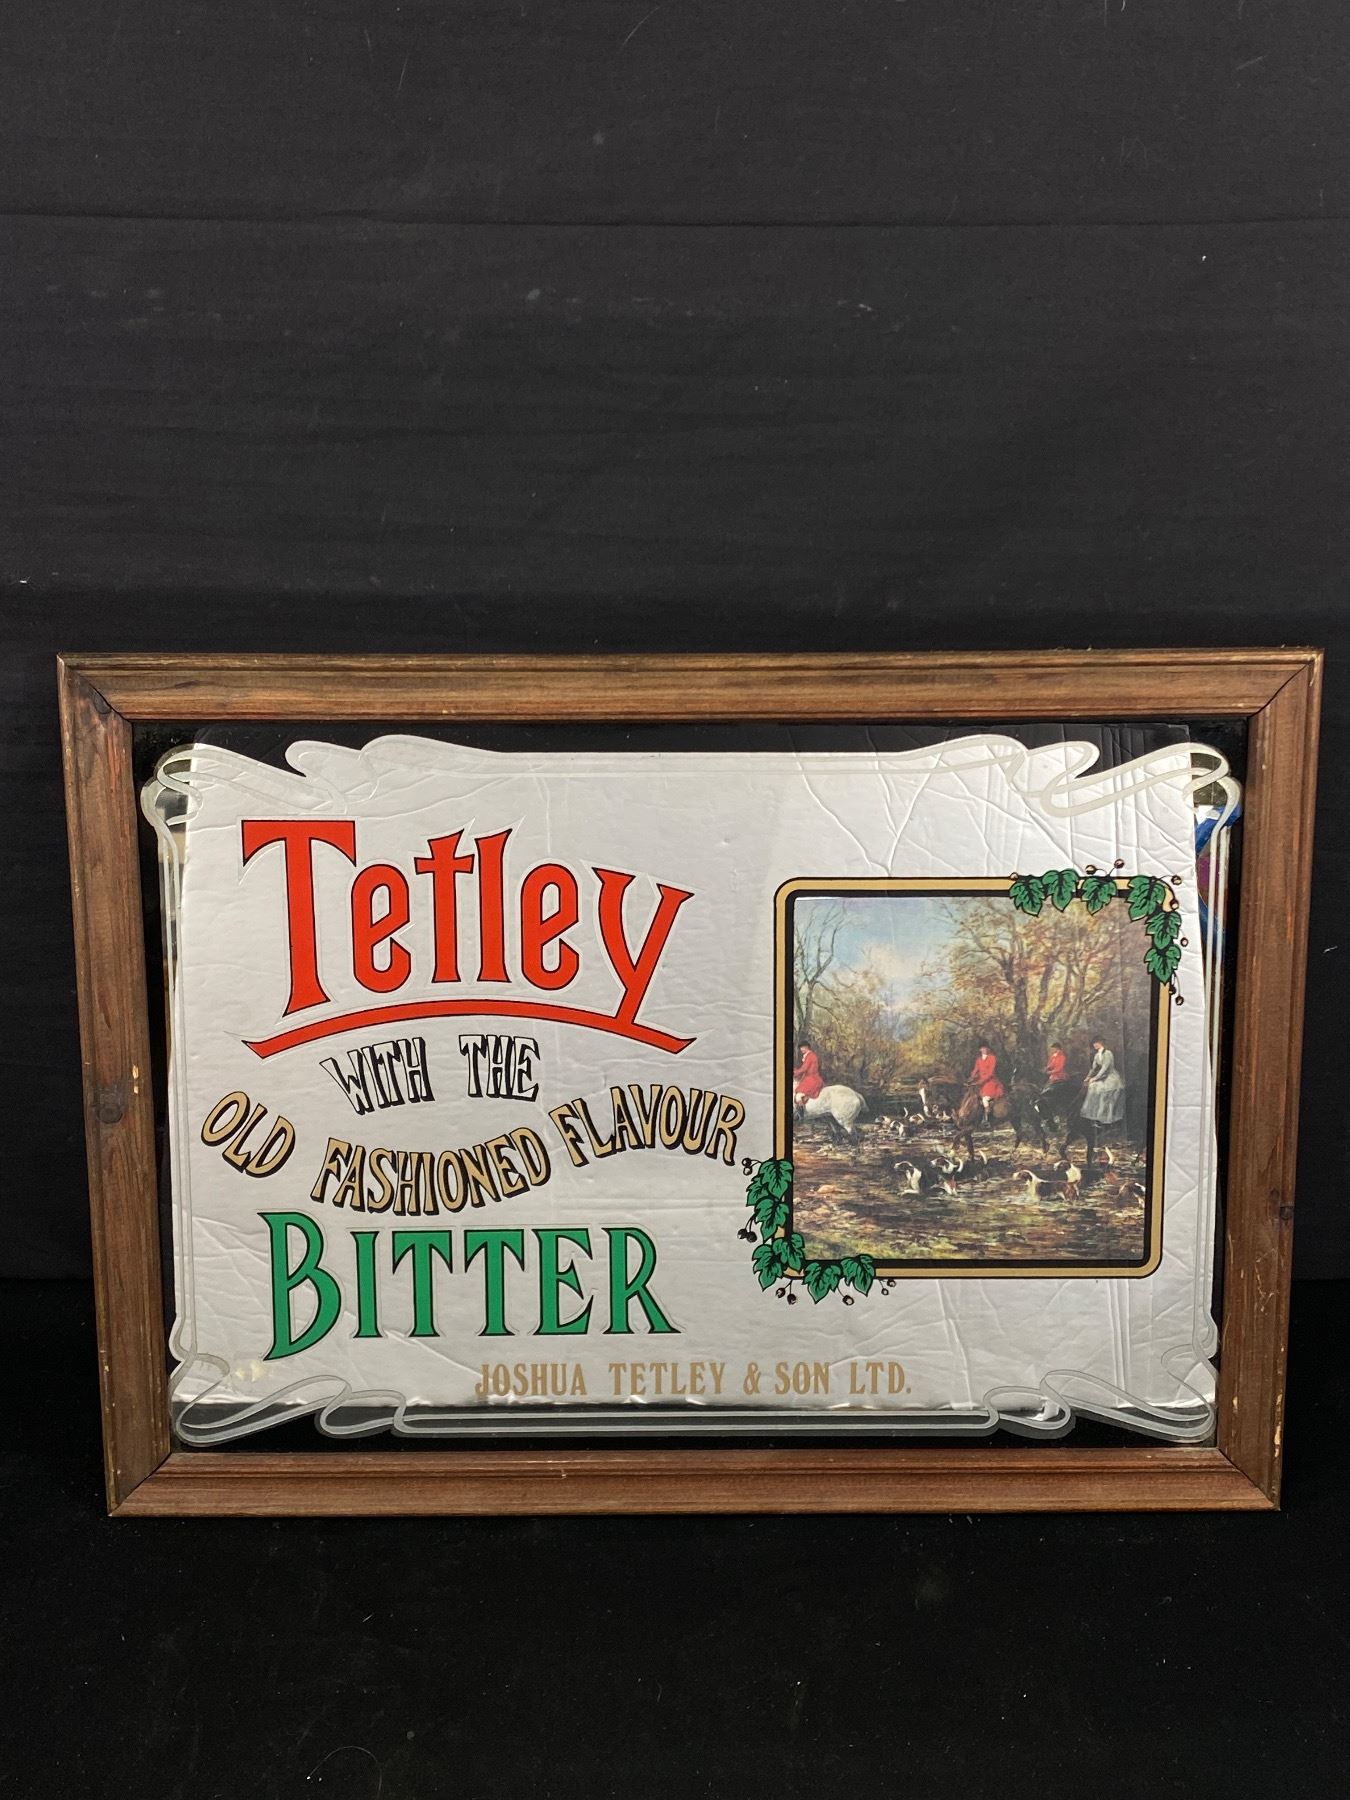 Tetley
WITH THE
OLD FASHIONED FLAVOUR
BITTER
JOSHUA TETLEY & SON LTD.